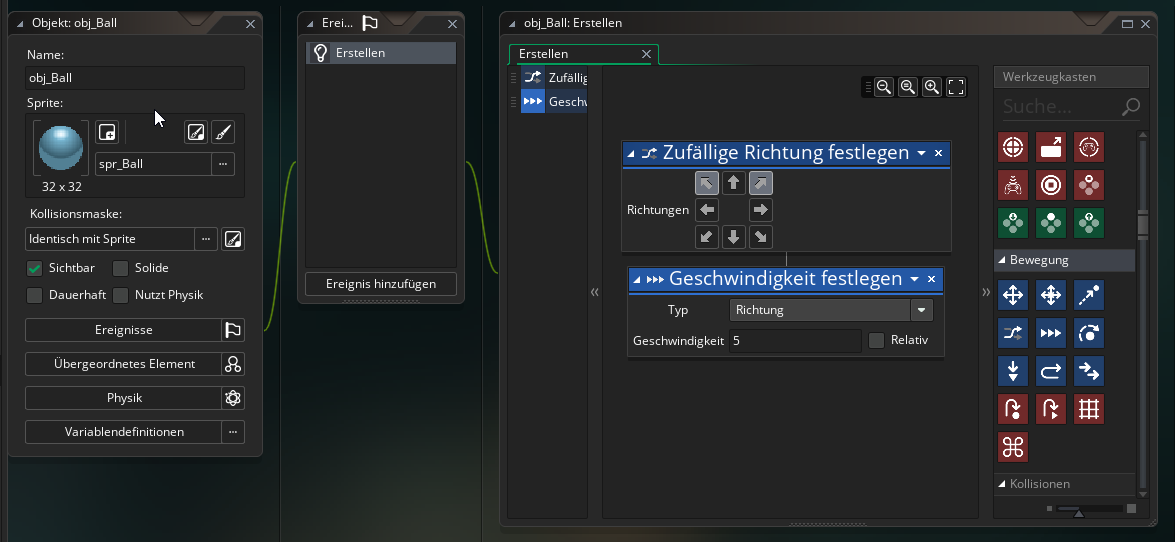 Objekt: obj_Ball
Name:
obj_Ball
Sprite:
spr_Ball
...
32 x 32
Kollisionsmaske:
Identisch mit Sprite
...
Sichtbar
Solide
Dauerhaft
Nutzt Physik
Ereignisse
Übergeordnetes Element
Physik
Variablendefinitionen
...
Erei...
Erstellen
Ereignis hinzufügen
obj_Ball: Erstellen
Erstellen
Zufällig
Geschw
Zufällige Richtung festlegen
Richtungen
Geschwindigkeit festlegen
Typ
Richtung
Geschwindigkeit
5
Relativ
Werkzeugkasten
Suche...
Bewegung
Kollisionen